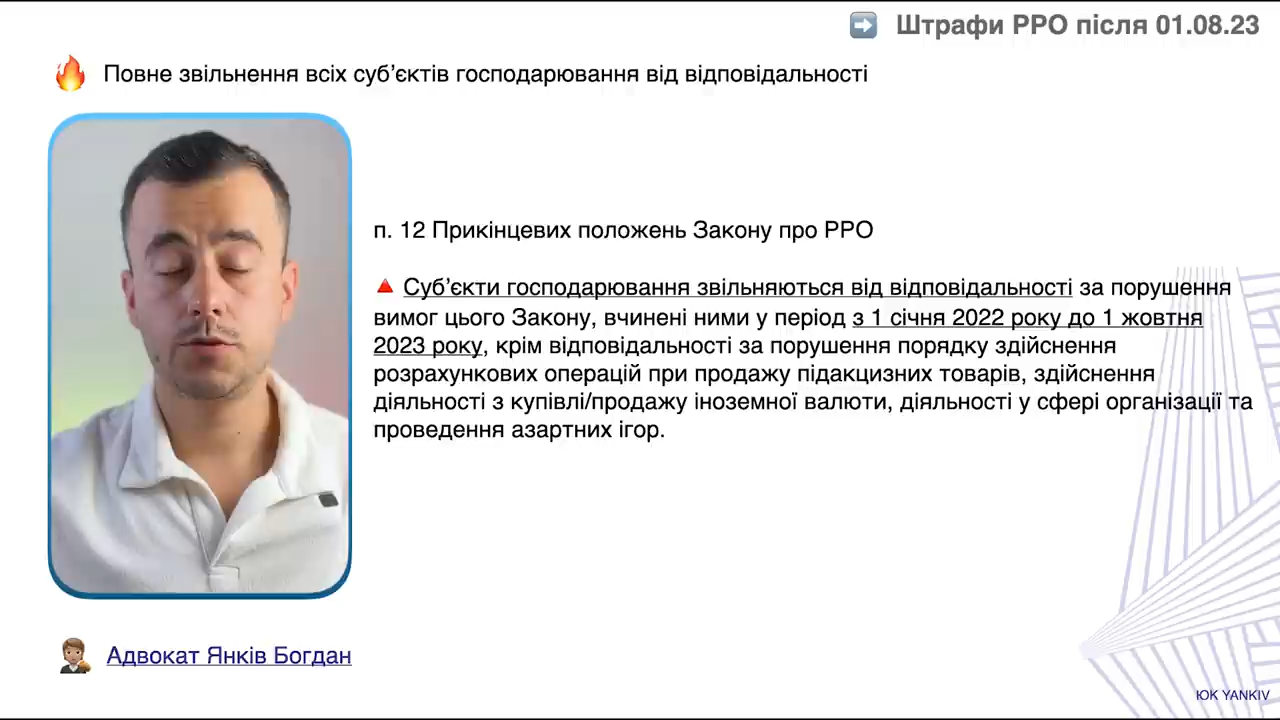 ➡️ Штрафи РРО після 01.08.23
🔥 Повне звільнення всіх суб’єктів господарювання від відповідальності
п. 12 Прикінцевих положень Закону про РРО
🔺 Суб’єкти господарювання звільняються від відповідальності за порушення
вимог цього Закону, вчинені ними у період з 1 січня 2022 року до 1 жовтня
2023 року, крім відповідальності за порушення порядку здійснення
розрахункових операцій при продажу підакцизних товарів, здійснення
діяльності з купівлі/продажу іноземної валюти, діяльності у сфері організації та
проведення азартних ігор.
Адвокат Янків Богдан
ЮК YANKIV